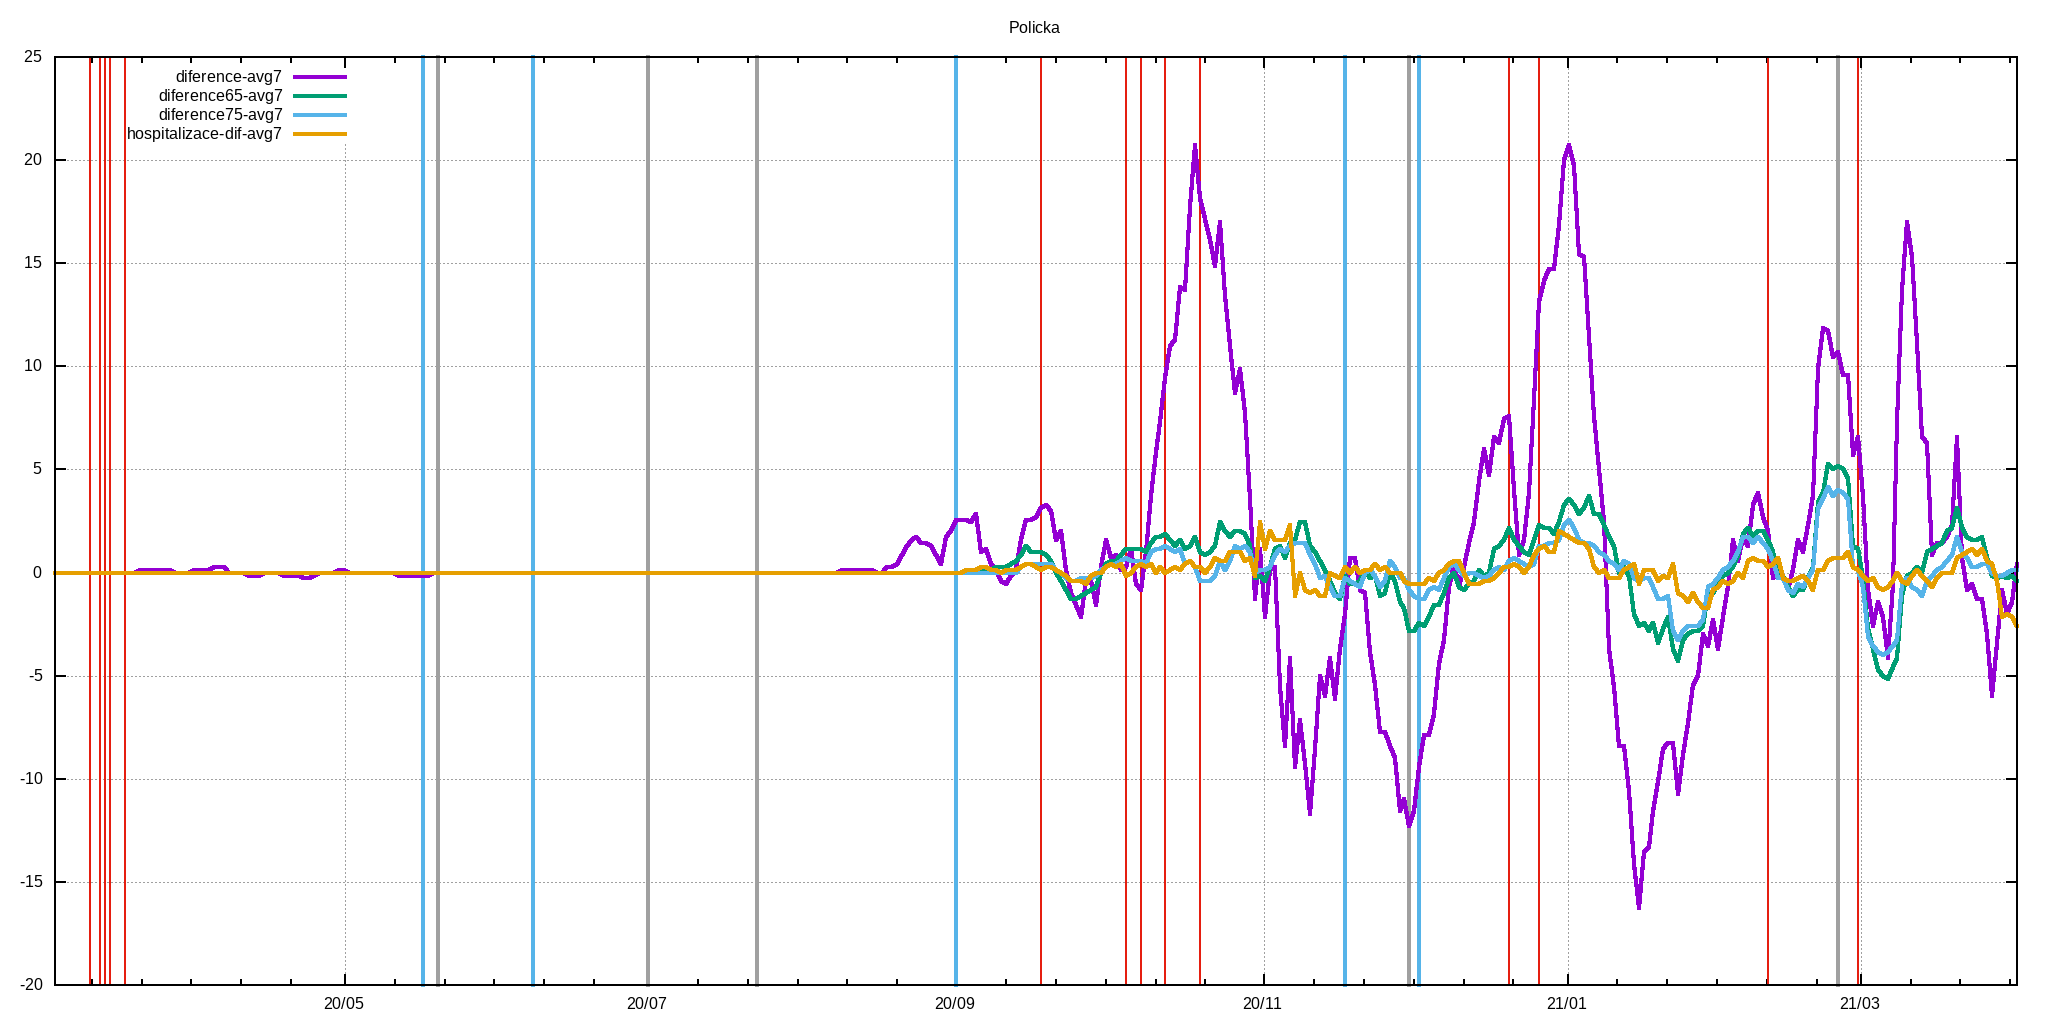 Policka
25
diference-avg7
diference65-avg7
diference75-avg7
hospitalizace-dif-avg7
20
15
10
5
0
-5
-10
-15
-20
20/05 20/07 20/09 20/11 21/01 21/03